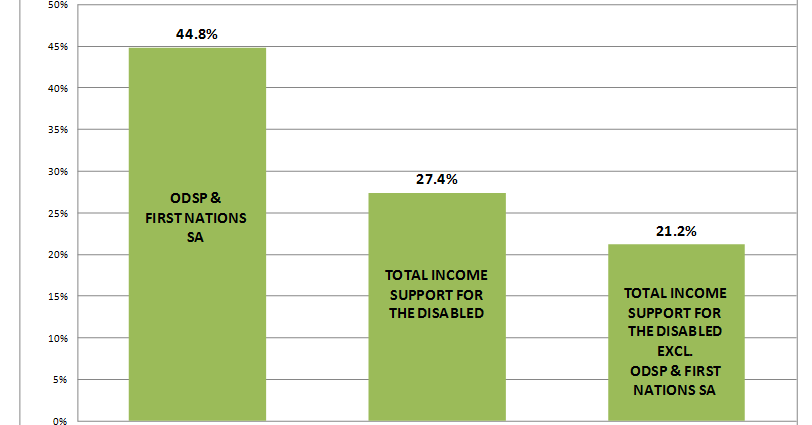 50%
44.8%
45%
40%
35%
30%
27.4%
25%
ODSP &
FIRST NATIONS
SA
21.2%
20%
TOTAL INCOME
SUPPORT FOR
THE DISABLED
15%
TOTAL INCOME
SUPPORT FOR
THE DISABLED
EXCL.
ODSP & FIRST
NATIONS SA
10%
5%
0%